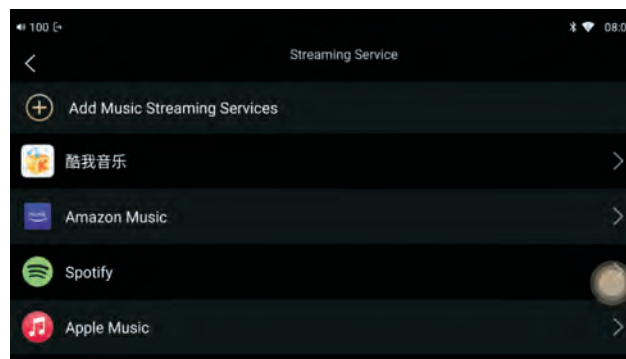 100
08:0
Streaming Service
Add Music Streaming Services
酷我音乐
Amazon Music
Spotify
Apple Music